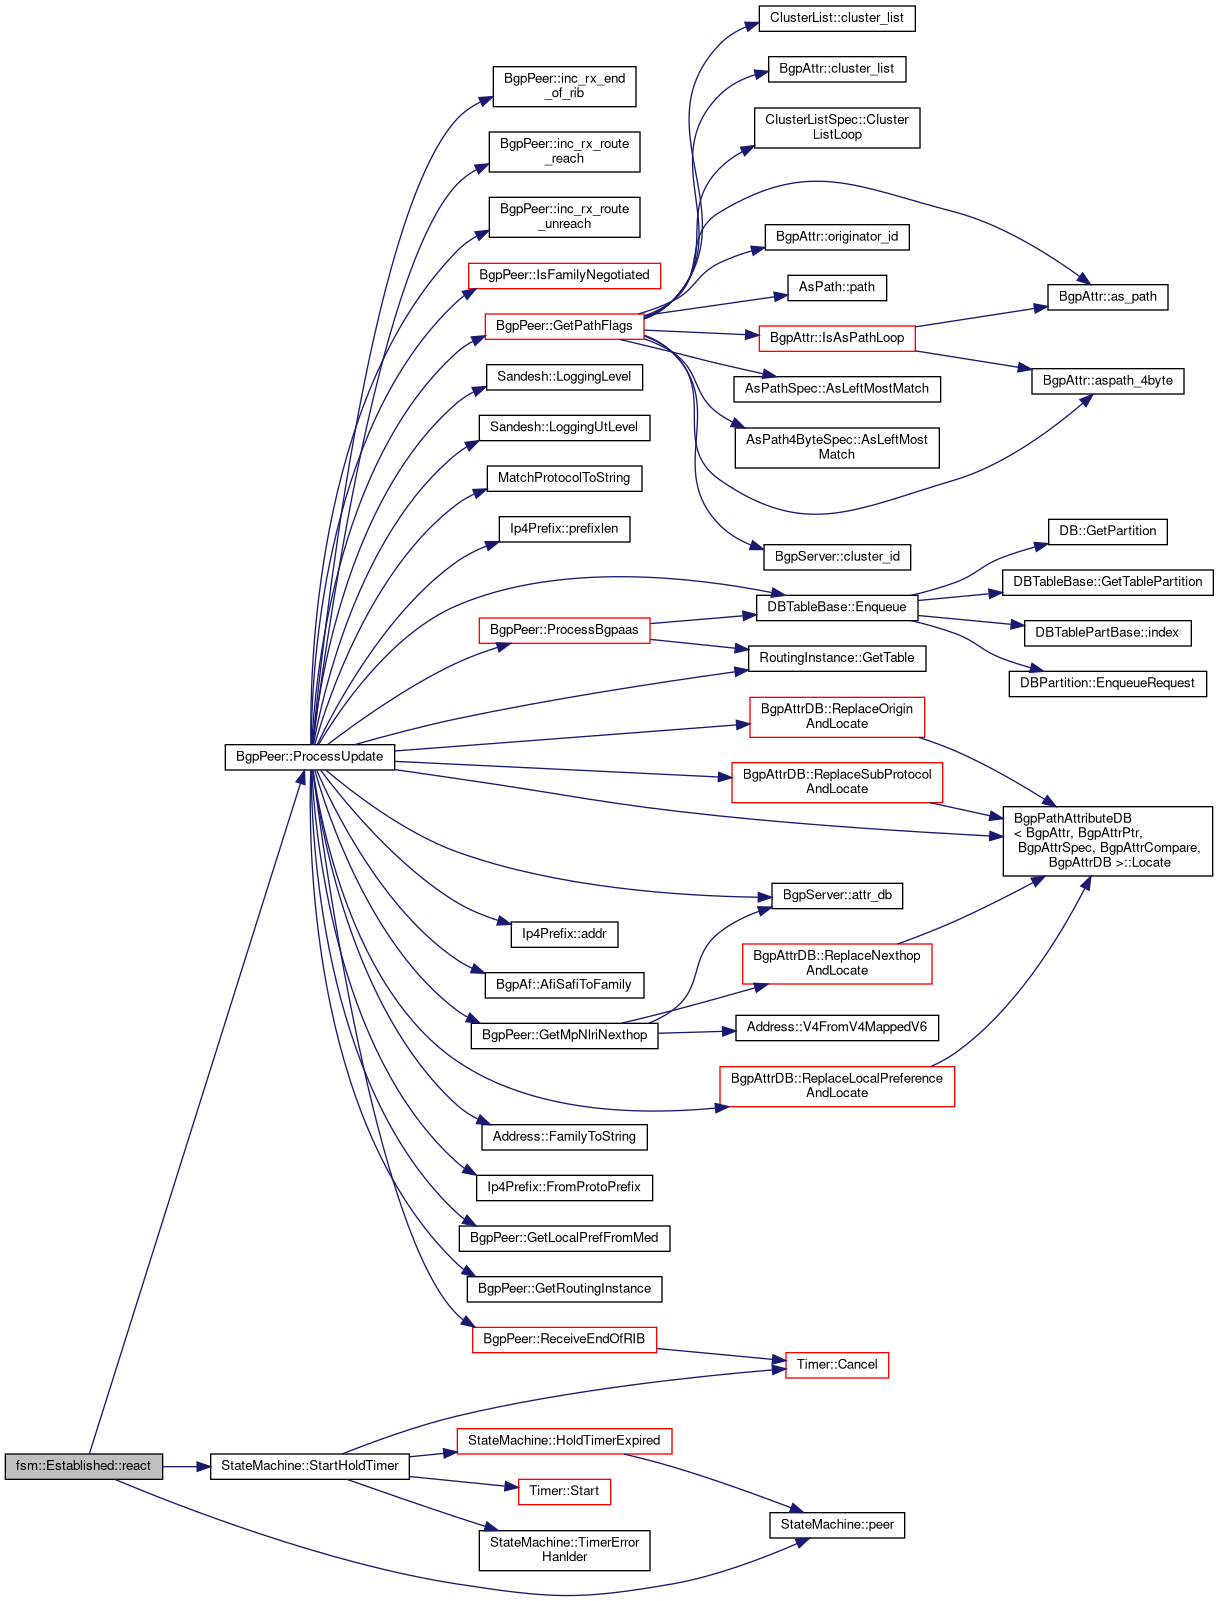 ClusterList::cluster_list
BgpAttr::cluster_list
BgpPeer::inc_rx_end
_of_rib
ClusterListSpec::Cluster
ListLoop
BgpPeer::inc_rx_route
_reach
BgpPeer::inc_rx_route
_unreach
BgpAttr::originator_id
BgpPeer::IsFamilyNegotiated
AsPath::path
BgpAttr::as_path
BgpPeer::GetPathFlags
BgpAttr::IsAsPathLoop
Sandesh::LoggingLevel
AsPathSpec::AsLeftMostMatch
BgpAttr::aspath_4byte
Sandesh::LoggingUtLevel
AsPath4ByteSpec::AsLeftMost
Match
MatchProtocolToString
Ip4Prefix::prefixlen
DB::GetPartition
BgpServer::cluster_id
DBTableBase::GetTablePartition
DBTableBase::Enqueue
BgpPeer::ProcessBgpaas
DBTablePartBase::index
RoutingInstance::GetTable
DBPartition::EnqueueRequest
BgpAttrDB::ReplaceOrigin
AndLocate
BgpPeer::ProcessUpdate
BgpAttrDB::ReplaceSubProtocol
AndLocate
BgpPathAttributeDB
< BgpAttr, BgpAttrPtr,
BgpAttrSpec, BgpAttrCompare,
BgpAttrDB >::Locate
BgpServer::attr_db
Ip4Prefix::addr
BgpAttrDB::ReplaceNexthop
AndLocate
BgpAf::AfiSafiToFamily
BgpPeer::GetMpNlriNexthop
Address::V4FromV4MappedV6
BgpAttrDB::ReplaceLocalPreference
AndLocate
Address::FamilyToString
Ip4Prefix::FromProtoPrefix
BgpPeer::GetLocalPrefFromMed
BgpPeer::GetRoutingInstance
BgpPeer::ReceiveEndOfRIB
Timer::Cancel
StateMachine::HoldTimerExpired
fsm::Established::react
StateMachine::StartHoldTimer
Timer::Start
StateMachine::peer
StateMachine::TimerError
Hanlder